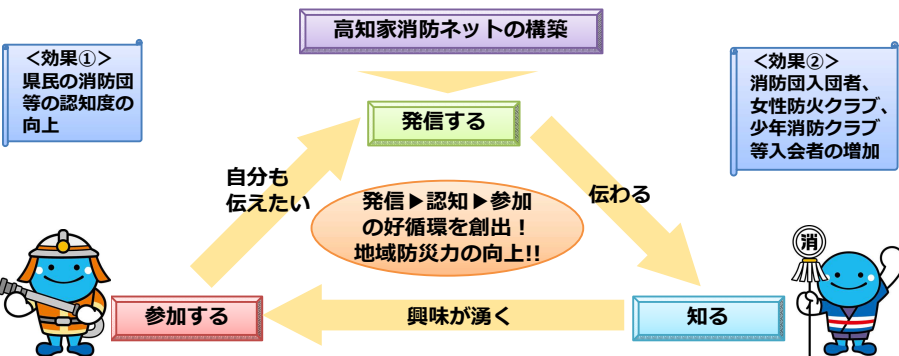 高知家消防ネットの構築
＜効果①＞
県民の消防団
等の認知度の
向上
＜効果②＞
消防団入団者、
女性防火クラブ、
少年消防クラブ
等入会者の増加
発信する
自分も
伝えたい
伝わる
発信▶認知▶参加
の好循環を創出！
地域防災力の向上!!
消
参加する
興味が湧く
知る